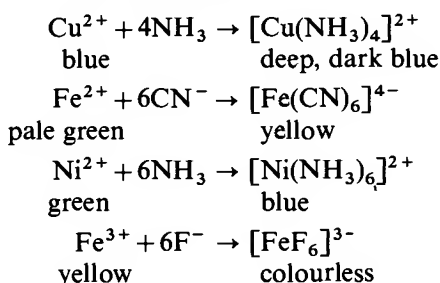 Cu²⁺ + 4NH₃ → [Cu(NH₃)₄]²⁺
blue deep, dark blue
Fe²⁺ + 6CN⁻ → [Fe(CN)₆]⁴⁻
pale green yellow
Ni²⁺ + 6NH₃ → [Ni(NH₃)₆]²⁺
green blue
Fe³⁺ + 6F⁻ → [FeF₆]³⁻
yellow colourless